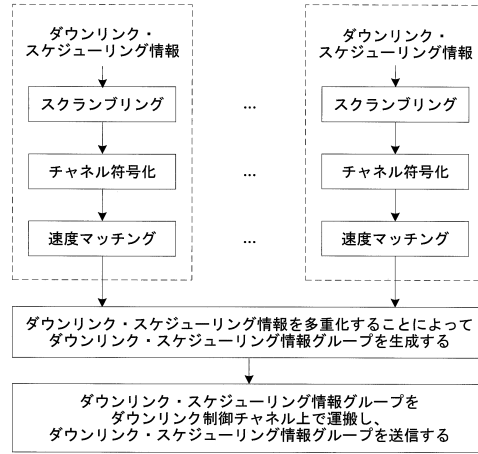 ダウンリンク・
スケジューリング情報
スクランブリング
チャネル符号化
速度マッチング
...
...
...
ダウンリンク・
スケジューリング情報
スクランブリング
チャネル符号化
速度マッチング
ダウンリンク・スケジューリング情報を多重化することによって
ダウンリンク・スケジューリング情報グループを生成する
ダウンリンク・スケジューリング情報グループを
ダウンリンク制御チャネル上で運搬し、
ダウンリンク・スケジューリング情報グループを送信する